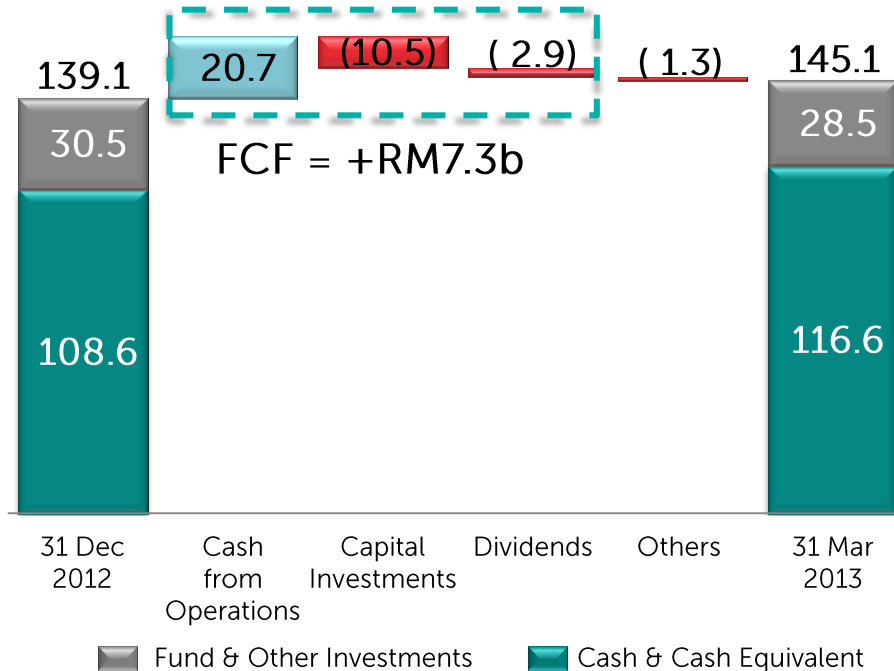 139.1
30.5
108.6
20.7
(10.5)
( 2.9)
( 1.3)
145.1
28.5
116.6
FCF = +RM7.3b
31 Dec
2012
Cash
from
Operations
Capital
Investments
Dividends
Others
31 Mar
2013
Fund & Other Investments
Cash & Cash Equivalent